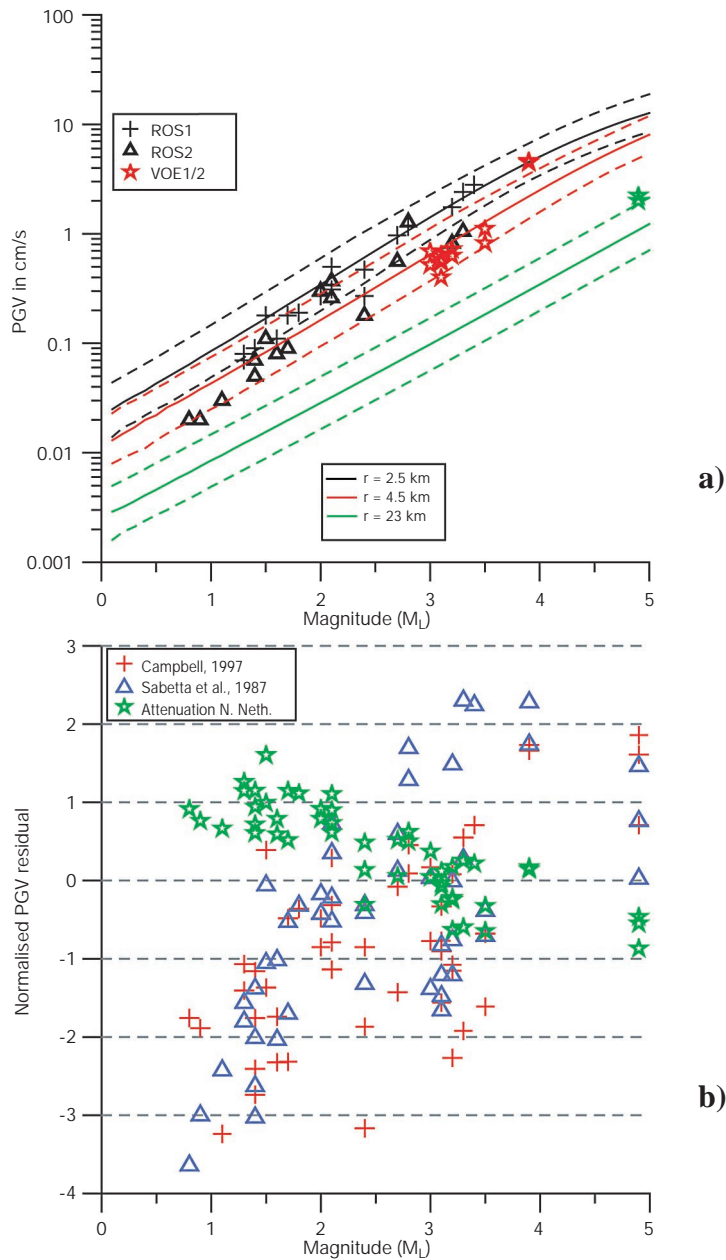 100
10
1
0.1
0.01
0.001
PGV in cm/s
ROS1
ROS2
VOE1/2
r = 2.5 km
r = 4.5 km
r = 23 km
0 1 2 3 4 5
Magnitude (ML)
a)
3
2
1
0
-1
-2
-3
-4
Normalised PGV residual
Campbell, 1997
Sabetta et al., 1987
Attenuation N. Neth.
0 1 2 3 4 5
Magnitude (ML)
b)